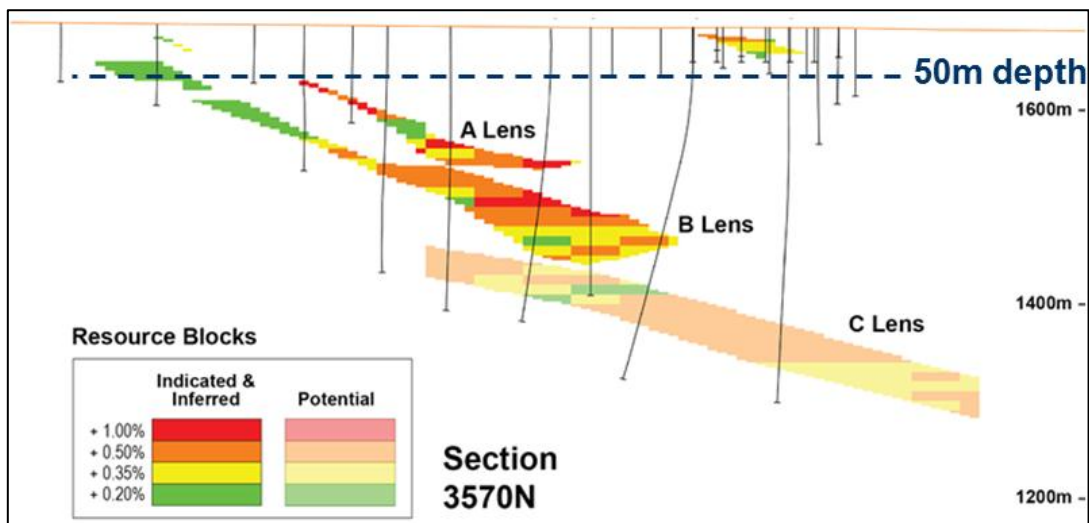 50m depth
1600m -
A Lens
B Lens
1400m -
C Lens
Resource Blocks
Indicated & Inferred
Potential
+ 1.00%
+ 0.50%
+ 0.35%
+ 0.20%
Section
3570N
1200m -